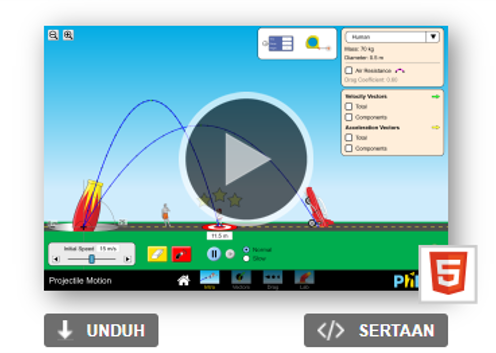 Human
Mass: 70 kg
Diameter: 0.5 m
Air Resistance
Drag Coefficient: 0.60
Velocity Vectors
Total
Components
Acceleration Vectors
Total
Components
11.5 m
Initial Speed
15 m/s
Normal
Slow
Projectile Motion
Intro
Vectors
Drag
Lab
5
UNDUH
</> SERTAAN